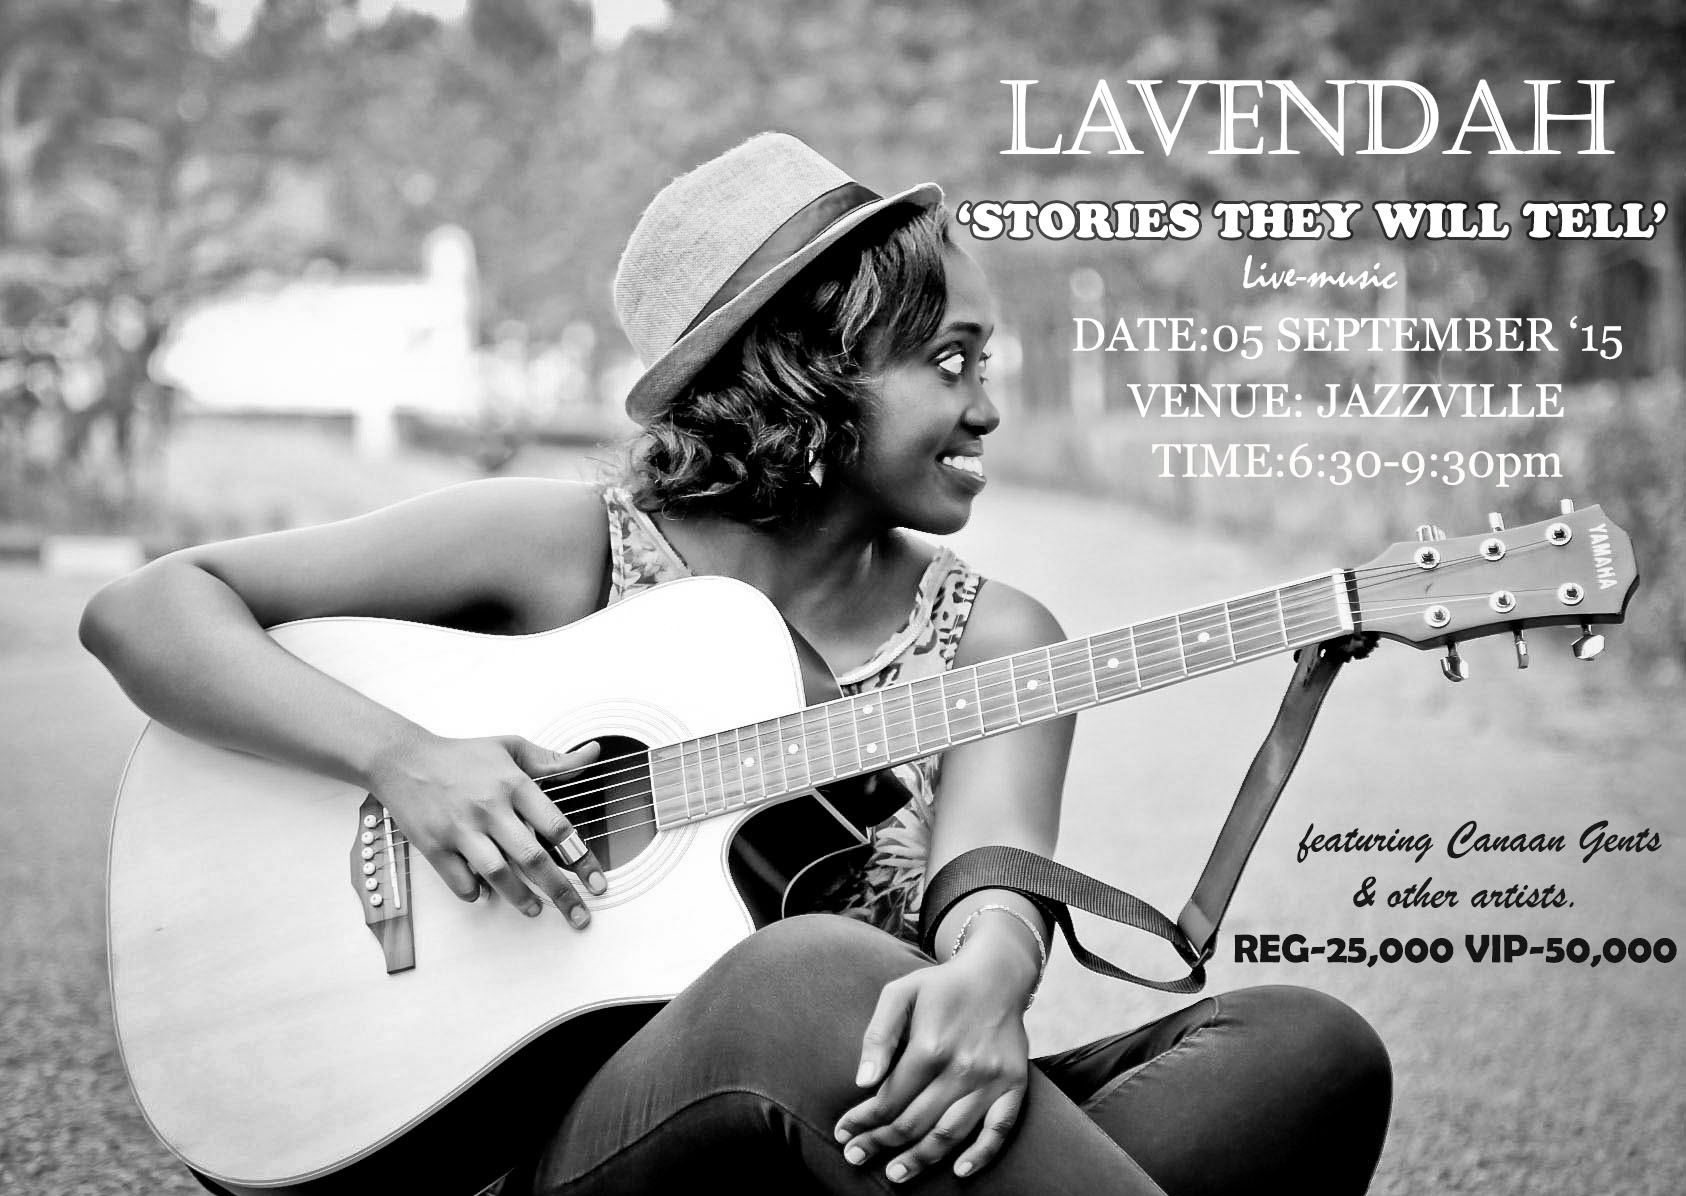 LAVENDAH
‘STORIES THEY WILL TELL’
Live-music
DATE:05 SEPTEMBER ‘15
VENUE: JAZZVILLE
TIME:6:30-9:30pm
YAMAHA
featuring Canaan Gents
& other artists.
REG-25,000 VIP-50,000